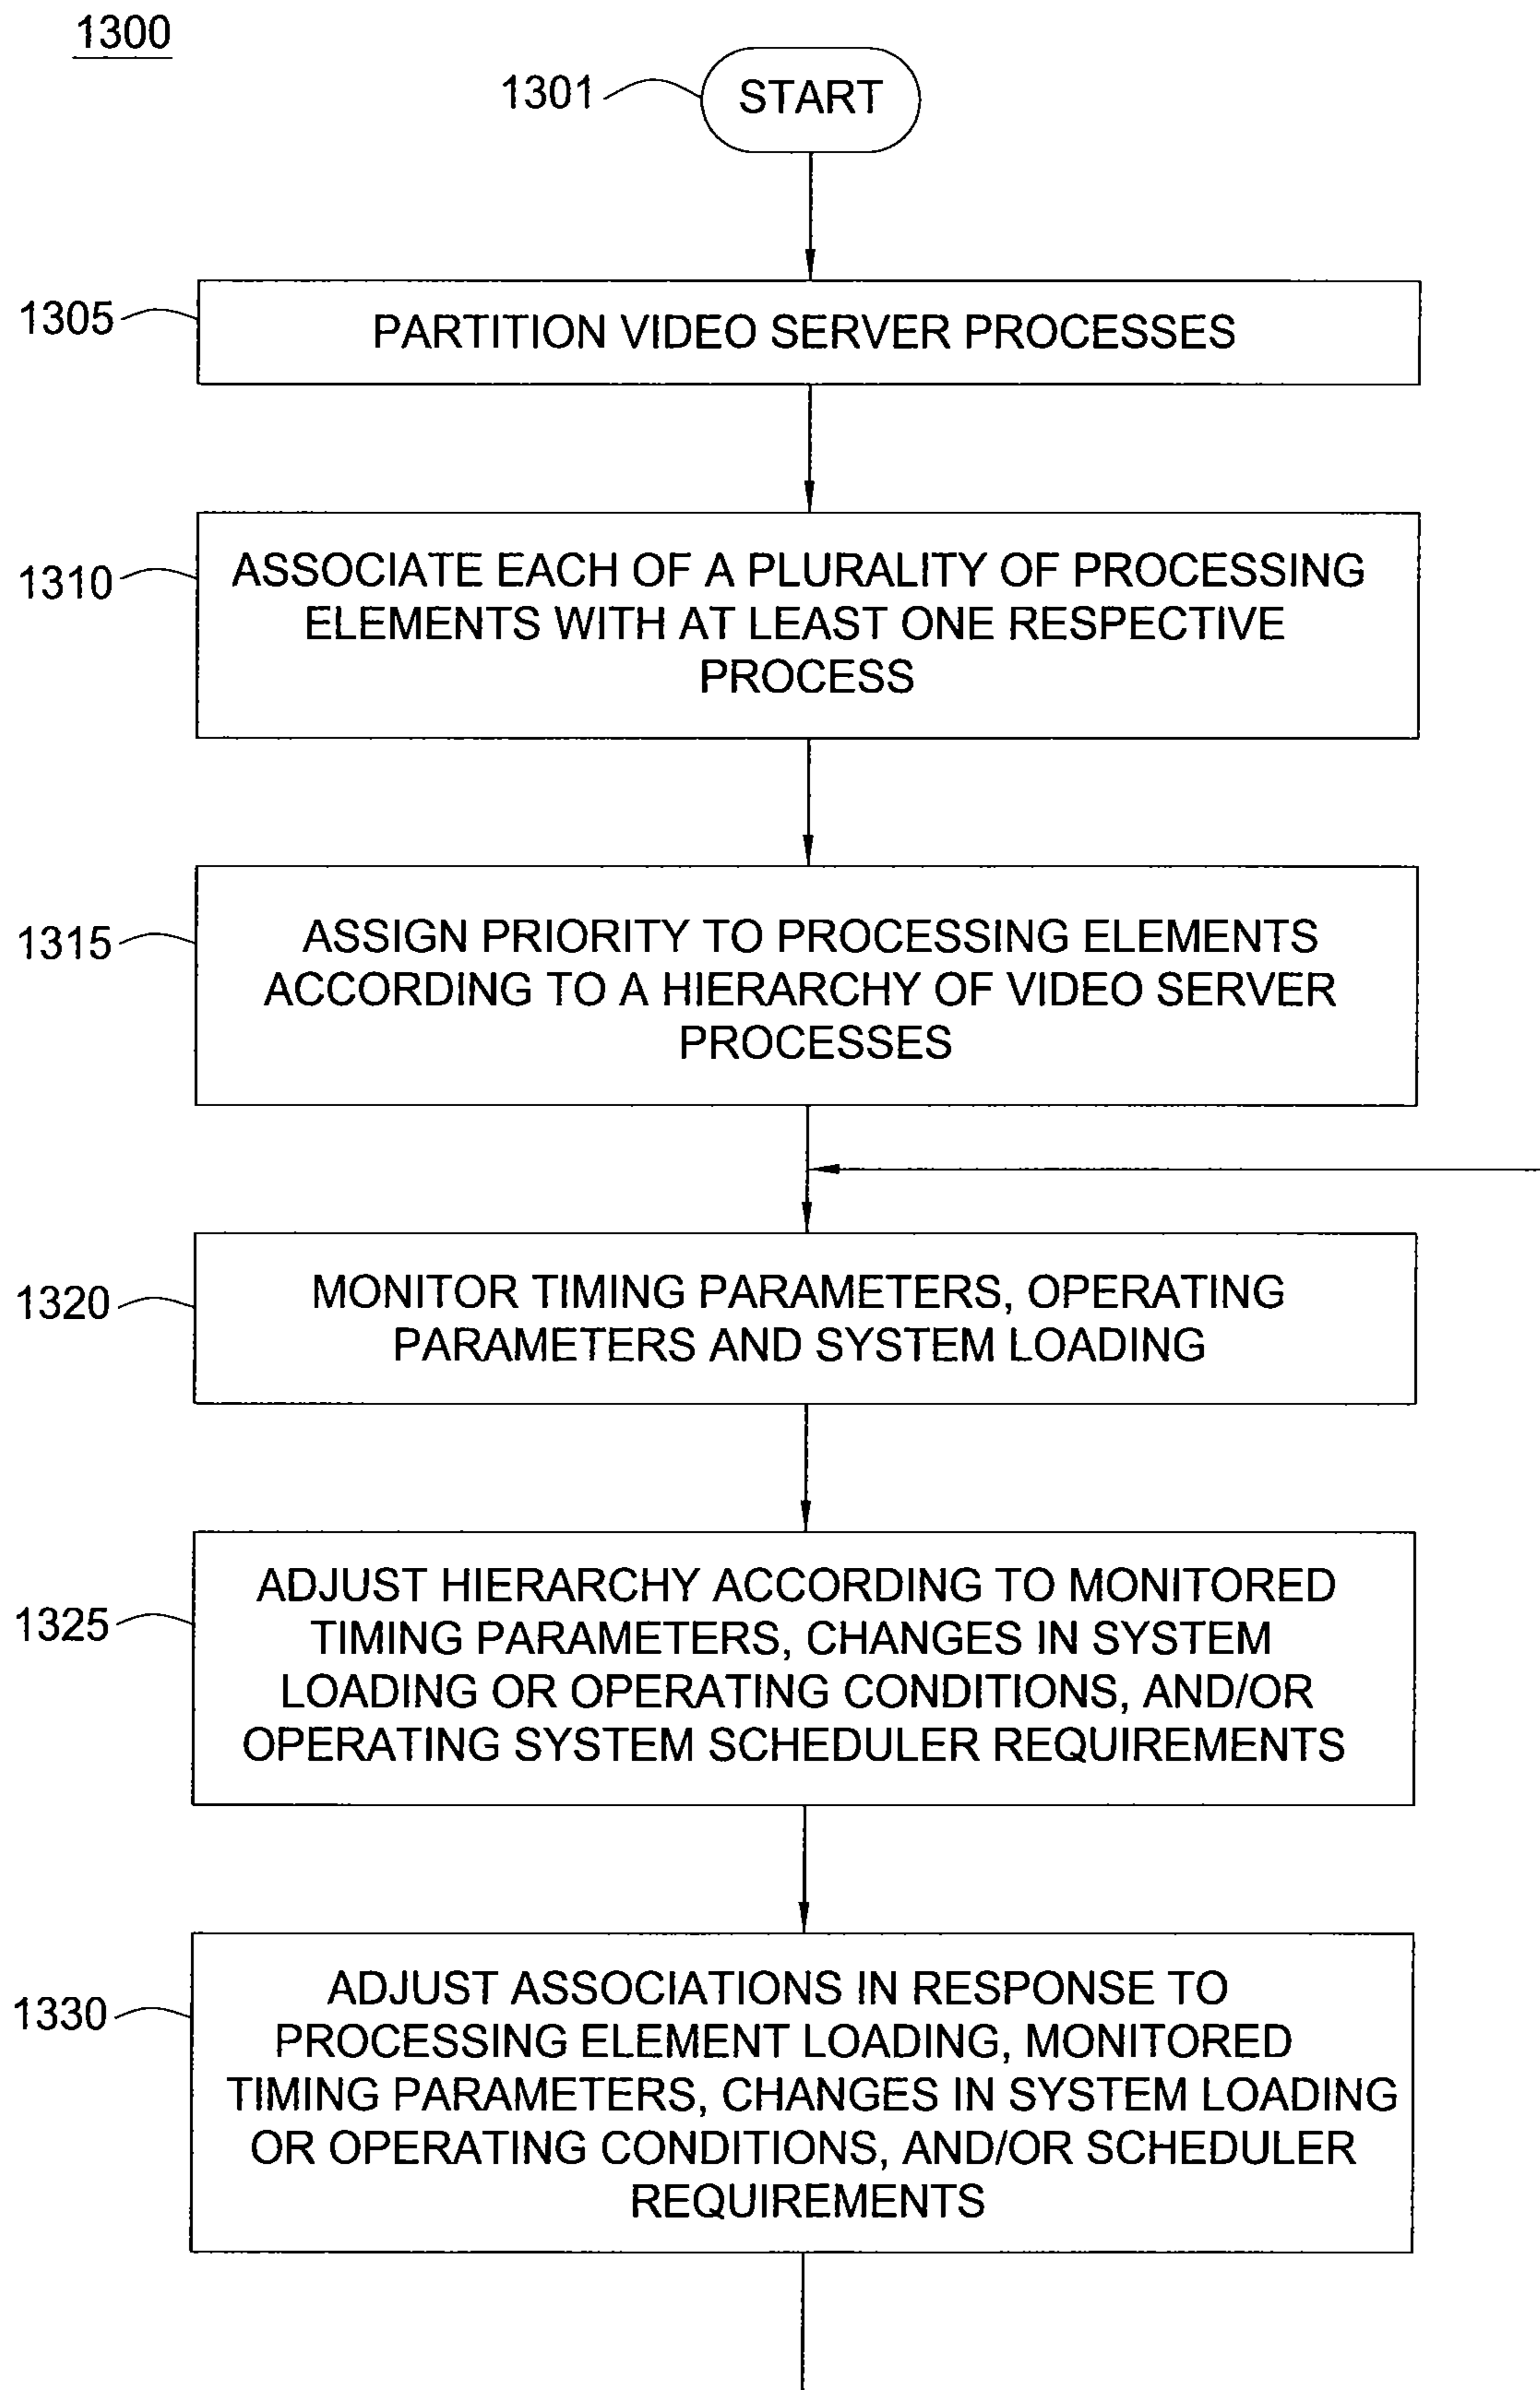 1300
1301
START
1305
PARTITION VIDEO SERVER PROCESSES
1310
ASSOCIATE EACH OF A PLURALITY OF PROCESSING
ELEMENTS WITH AT LEAST ONE RESPECTIVE
PROCESS
1315
ASSIGN PRIORITY TO PROCESSING ELEMENTS
ACCORDING TO A HIERARCHY OF VIDEO SERVER
PROCESSES
1320
MONITOR TIMING PARAMETERS, OPERATING
PARAMETERS AND SYSTEM LOADING
1325
ADJUST HIERARCHY ACCORDING TO MONITORED
TIMING PARAMETERS, CHANGES IN SYSTEM
LOADING OR OPERATING CONDITIONS, AND/OR
OPERATING SYSTEM SCHEDULER REQUIREMENTS
1330
ADJUST ASSOCIATIONS IN RESPONSE TO
PROCESSING ELEMENT LOADING, MONITORED
TIMING PARAMETERS, CHANGES IN SYSTEM LOADING
OR OPERATING CONDITIONS, AND/OR SCHEDULER
REQUIREMENTS